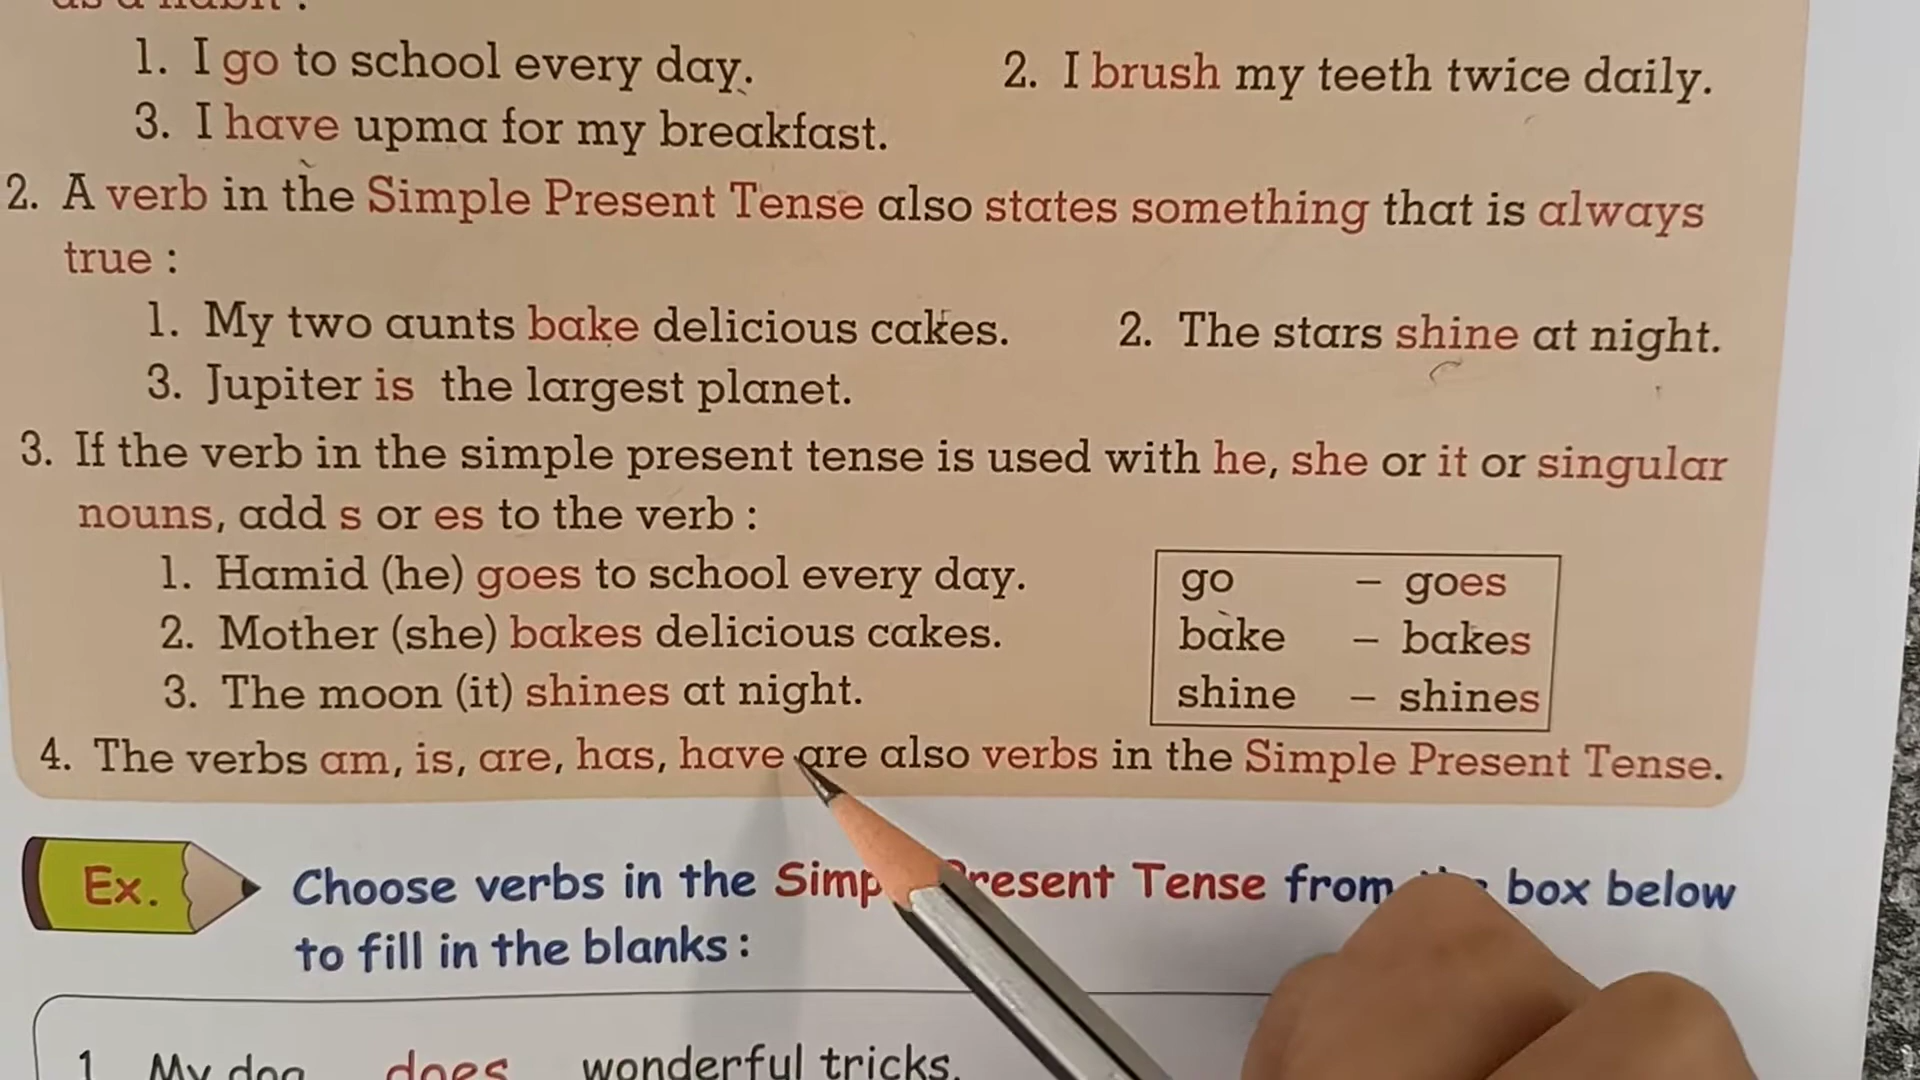 as a habit :
1. I go to school every day. 2. I brush my teeth twice daily.
3. I have upma for my breakfast.
2. A verb in the Simple Present Tense also states something that is always
true :
1. My two aunts bake delicious cakes. 2. The stars shine at night.
3. Jupiter is the largest planet.
3. If the verb in the simple present tense is used with he, she or it or singular
nouns, add s or es to the verb :
1. Hamid (he) goes to school every day.
2. Mother (she) bakes delicious cakes.
3. The moon (it) shines at night.
go – goes
bake – bakes
shine – shines
4. The verbs am, is, are, has, have are also verbs in the Simple Present Tense.
Ex. Choose verbs in the Simp resent Tense from box below
to fill in the blanks :
1 My dog does wonderful tricks.